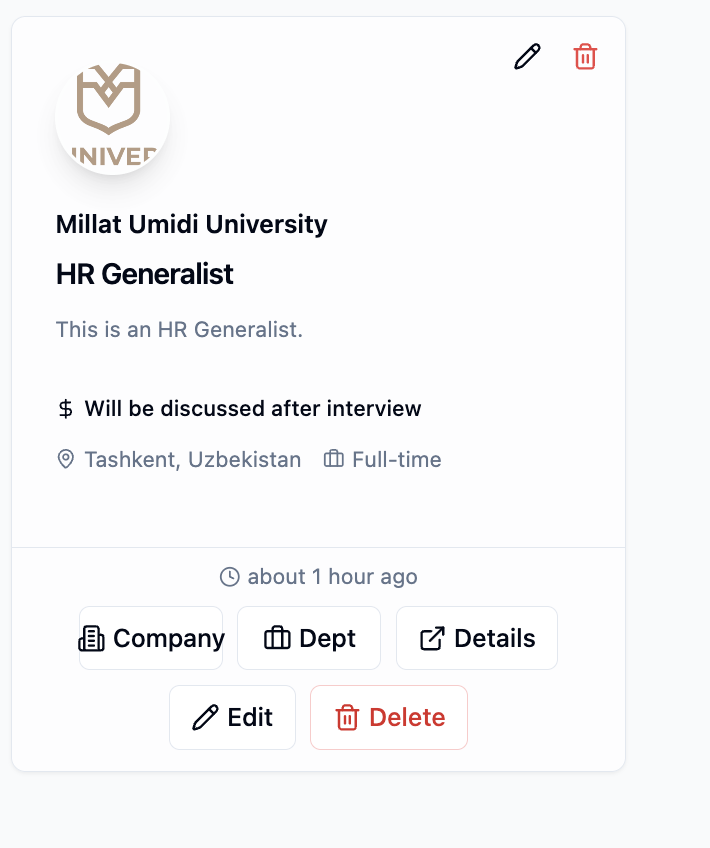 UNIVER
Millat Umidi University
HR Generalist
This is an HR Generalist.
$ Will be discussed after interview
Tashkent, Uzbekistan Full-time
about 1 hour ago
Company Dept Details
Edit Delete